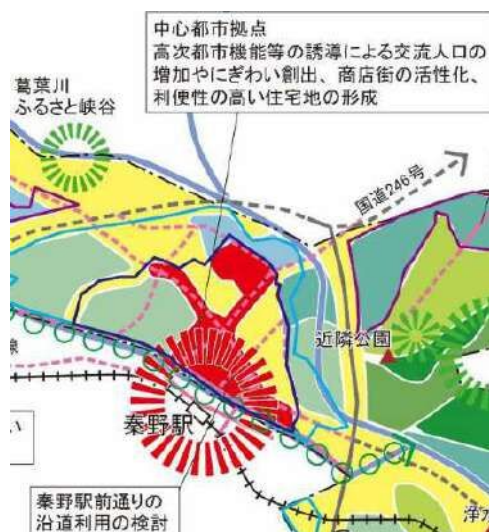 中心都市拠点
高次都市機能等の誘導による交流人口の
増加やにぎわい創出、商店街の活性化、
利便性の高い住宅地の形成
葛葉川
ふるさと峡谷
国道246号
近隣公園
線
秦野駅
い
秦野駅前通りの
沿道利用の検討